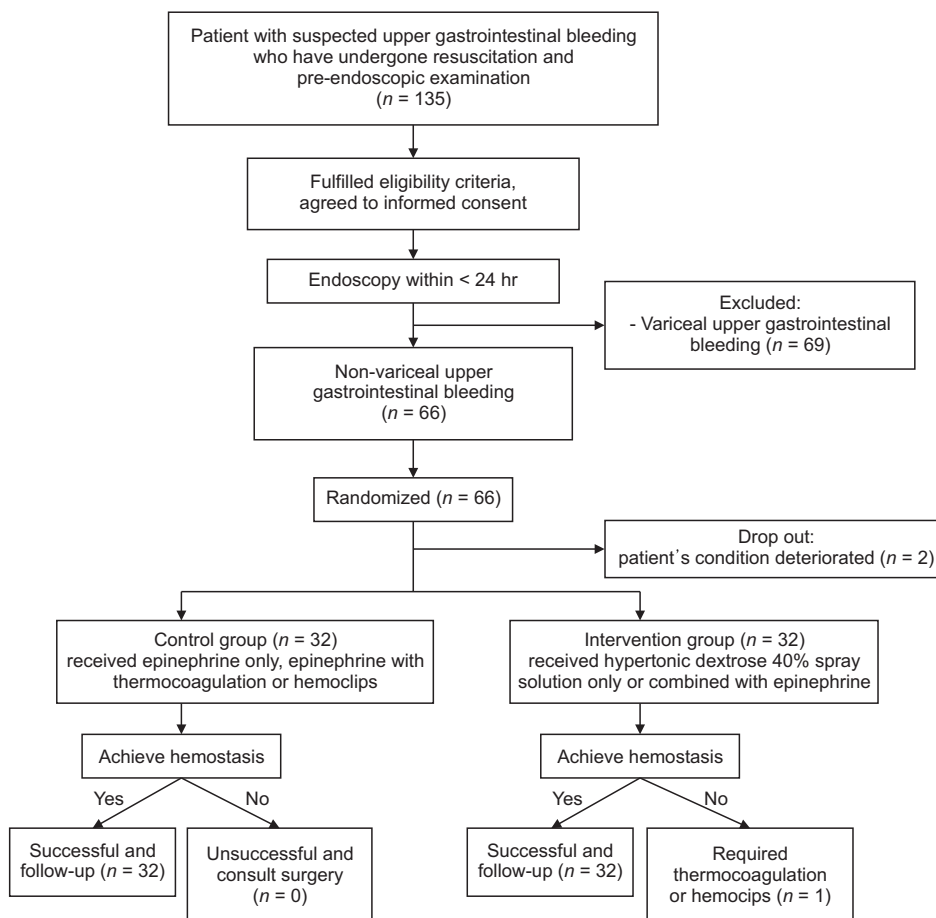 Patient with suspected upper gastrointestinal bleeding
who have undergone resuscitation and
pre-endoscopic examination
(n = 135)
Fulfilled eligibility criteria,
agreed to informed consent
Endoscopy within < 24 hr
Excluded:
- Variceal upper gastrointestinal
bleeding (n = 69)
Non-variceal upper
gastrointestinal bleeding
(n = 66)
Randomized (n = 66)
Drop out:
patient's condition deteriorated (n = 2)
Control group (n = 32)
received epinephrine only, epinephrine with
thermocoagulation or hemoclips
Intervention group (n = 32)
received hypertonic dextrose 40% spray
solution only or combined with epinephrine
Achieve hemostasis
Achieve hemostasis
Yes
No
Yes
No
Successful and
follow-up (n = 32)
Unsuccessful and
consult surgery
(n = 0)
Successful and
follow-up (n = 32)
Required
thermocoagulation
or hemocips (n = 1)